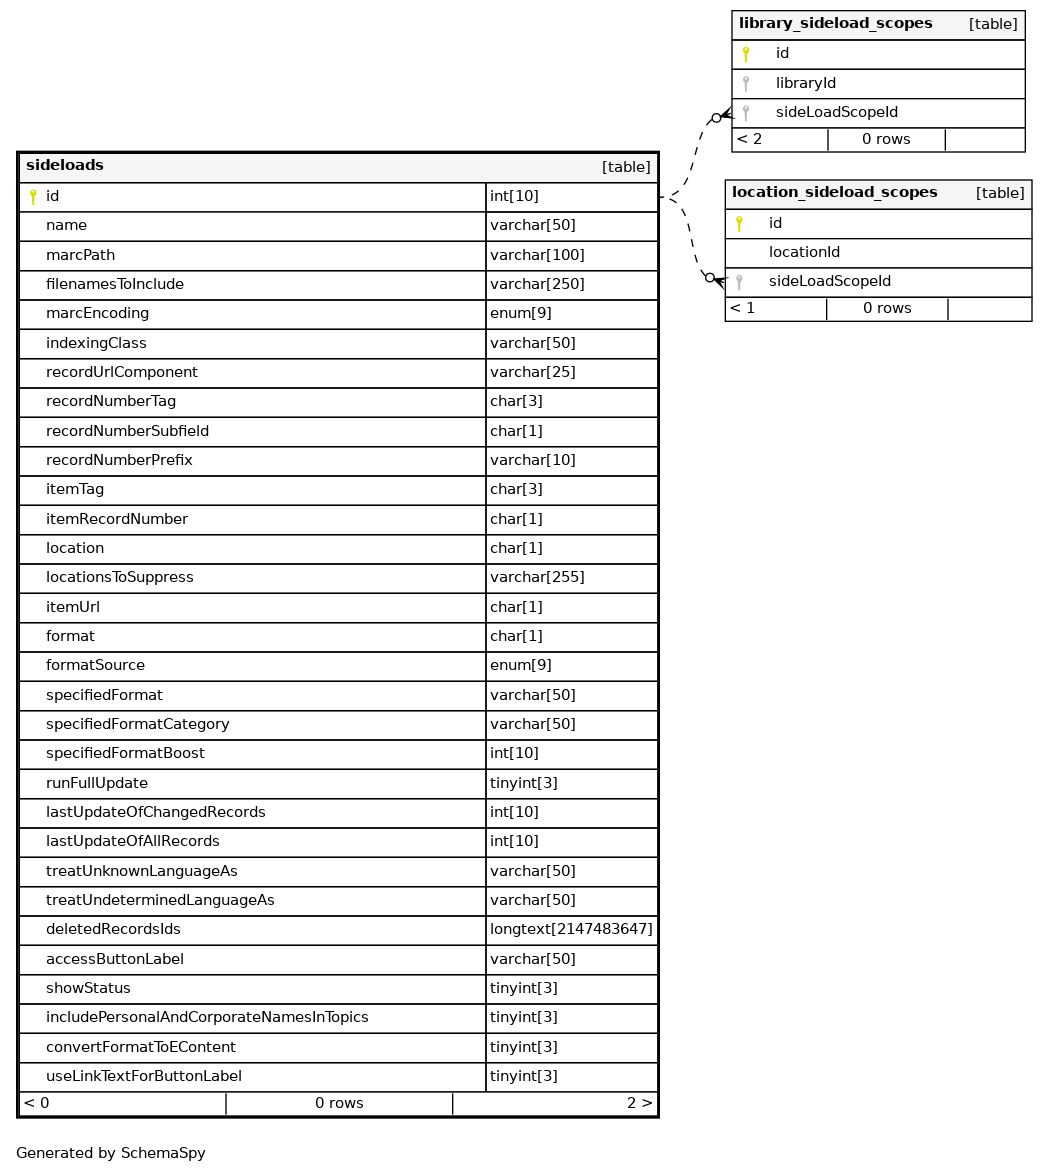 library_sideload_scopes [table]
id
libraryId
sideLoadScopeId
< 2 0 rows
location_sideload_scopes [table]
id
locationId
sideLoadScopeId
< 1 0 rows
sideloads [table]
id int[10]
name varchar[50]
marcPath varchar[100]
filenamesToInclude varchar[250]
marcEncoding enum[9]
indexingClass varchar[50]
recordUrlComponent varchar[25]
recordNumberTag char[3]
recordNumberSubfield char[1]
recordNumberPrefix varchar[10]
itemTag char[3]
itemRecordNumber char[1]
location char[1]
locationsToSuppress varchar[255]
itemUrl char[1]
format char[1]
formatSource enum[9]
specifiedFormat varchar[50]
specifiedFormatCategory varchar[50]
specifiedFormatBoost int[10]
runFullUpdate tinyint[3]
lastUpdateOfChangedRecords int[10]
lastUpdateOfAllRecords int[10]
treatUnknownLanguageAs varchar[50]
treatUndeterminedLanguageAs varchar[50]
deletedRecordsIds longtext[2147483647]
accessButtonLabel varchar[50]
showStatus tinyint[3]
includePersonalAndCorporateNamesInTopics tinyint[3]
convertFormatToEContent tinyint[3]
useLinkTextForButtonLabel tinyint[3]
< 0 0 rows 2 >
Generated by SchemaSpy